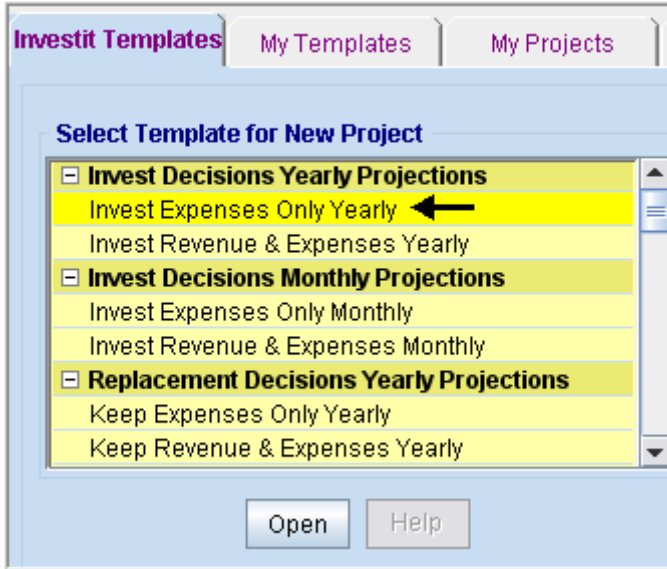 Investit Templates My Templates My Projects
Select Template for New Project
Invest Decisions Yearly Projections
Invest Expenses Only Yearly
Invest Revenue & Expenses Yearly
Invest Decisions Monthly Projections
Invest Expenses Only Monthly
Invest Revenue & Expenses Monthly
Replacement Decisions Yearly Projections
Keep Expenses Only Yearly
Keep Revenue & Expenses Yearly
Open Help